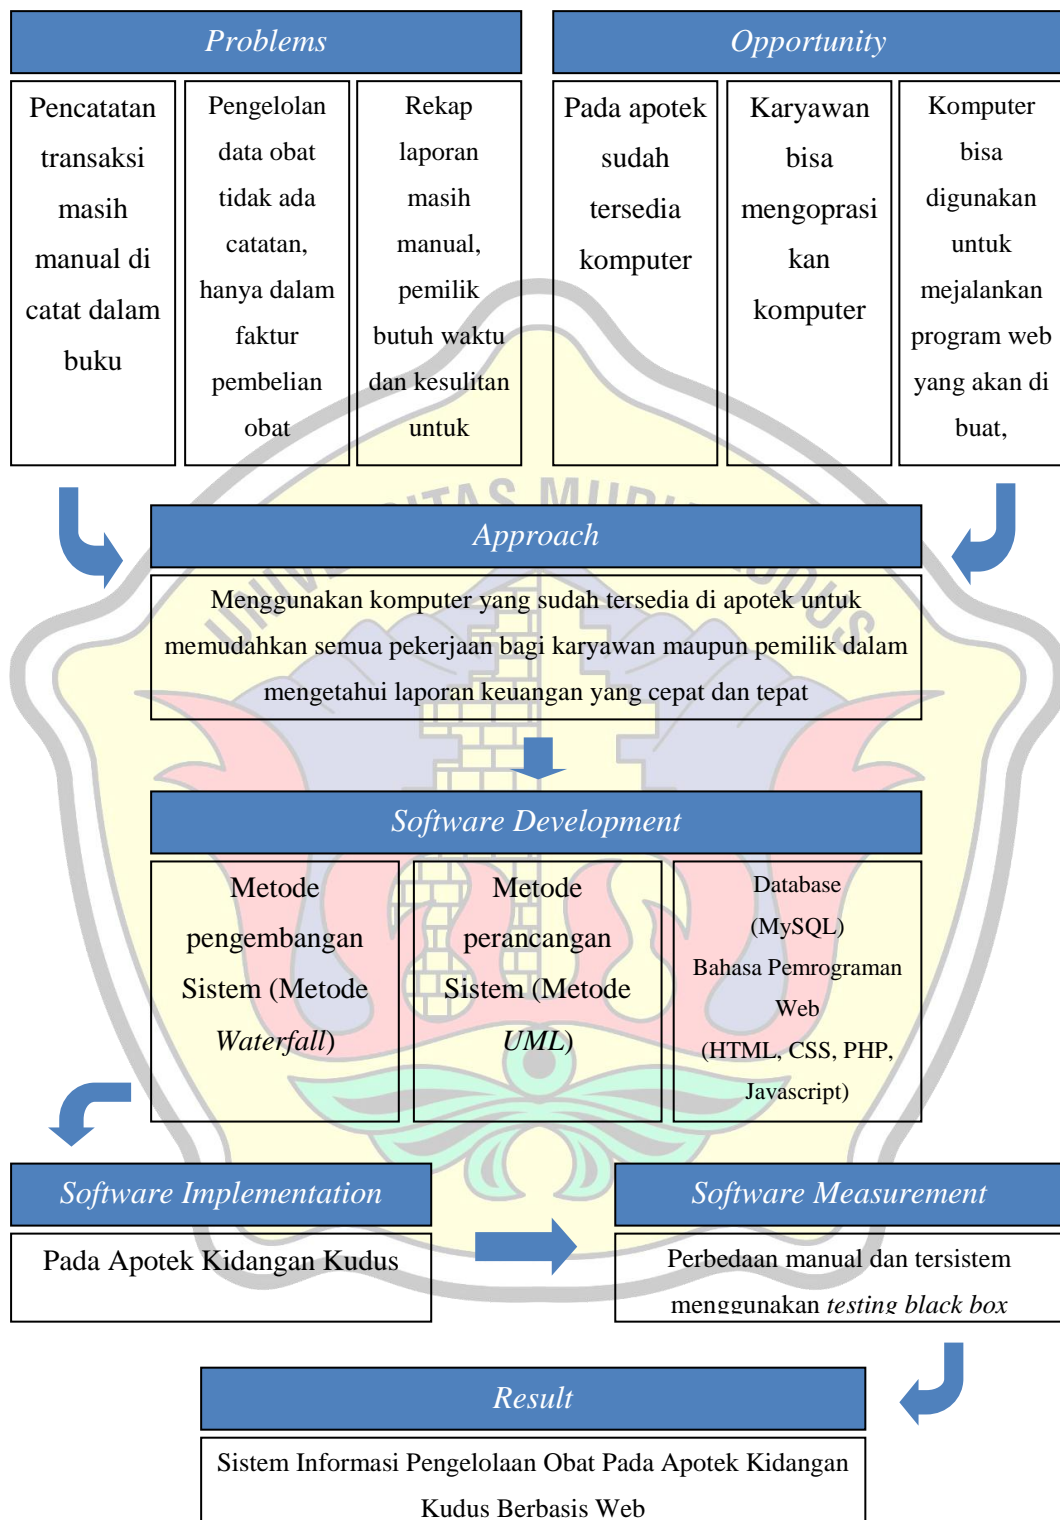 Problems
Pencatatan
transaksi
masih
manual di
catat dalam
buku
Pengelolan
data obat
tidak ada
catatan,
hanya dalam
faktur
pembelian
obat
Rekap
laporan
masih
manual,
pemilik
butuh waktu
dan kesulitan
untuk
Opportunity
Pada apotek
sudah
tersedia
komputer
Karyawan
bisa
mengoprasi
kan
komputer
Komputer
bisa
digunakan
untuk
mejalankan
program web
yang akan di
buat,
Approach
Menggunakan komputer yang sudah tersedia di apotek untuk
memudahkan semua pekerjaan bagi karyawan maupun pemilik dalam
mengetahui laporan keuangan yang cepat dan tepat
Software Development
Metode
pengembangan
Sistem (Metode
Waterfall)
Metode
perancangan
Sistem (Metode
UML)
Database
(MySQL)
Bahasa Pemrograman
Web
(HTML, CSS, PHP,
Javascript)
Software Implementation
Pada Apotek Kidangan Kudus
Software Measurement
Perbedaan manual dan tersistem
menggunakan testing black box
Result
Sistem Informasi Pengelolaan Obat Pada Apotek Kidangan
Kudus Berbasis Web